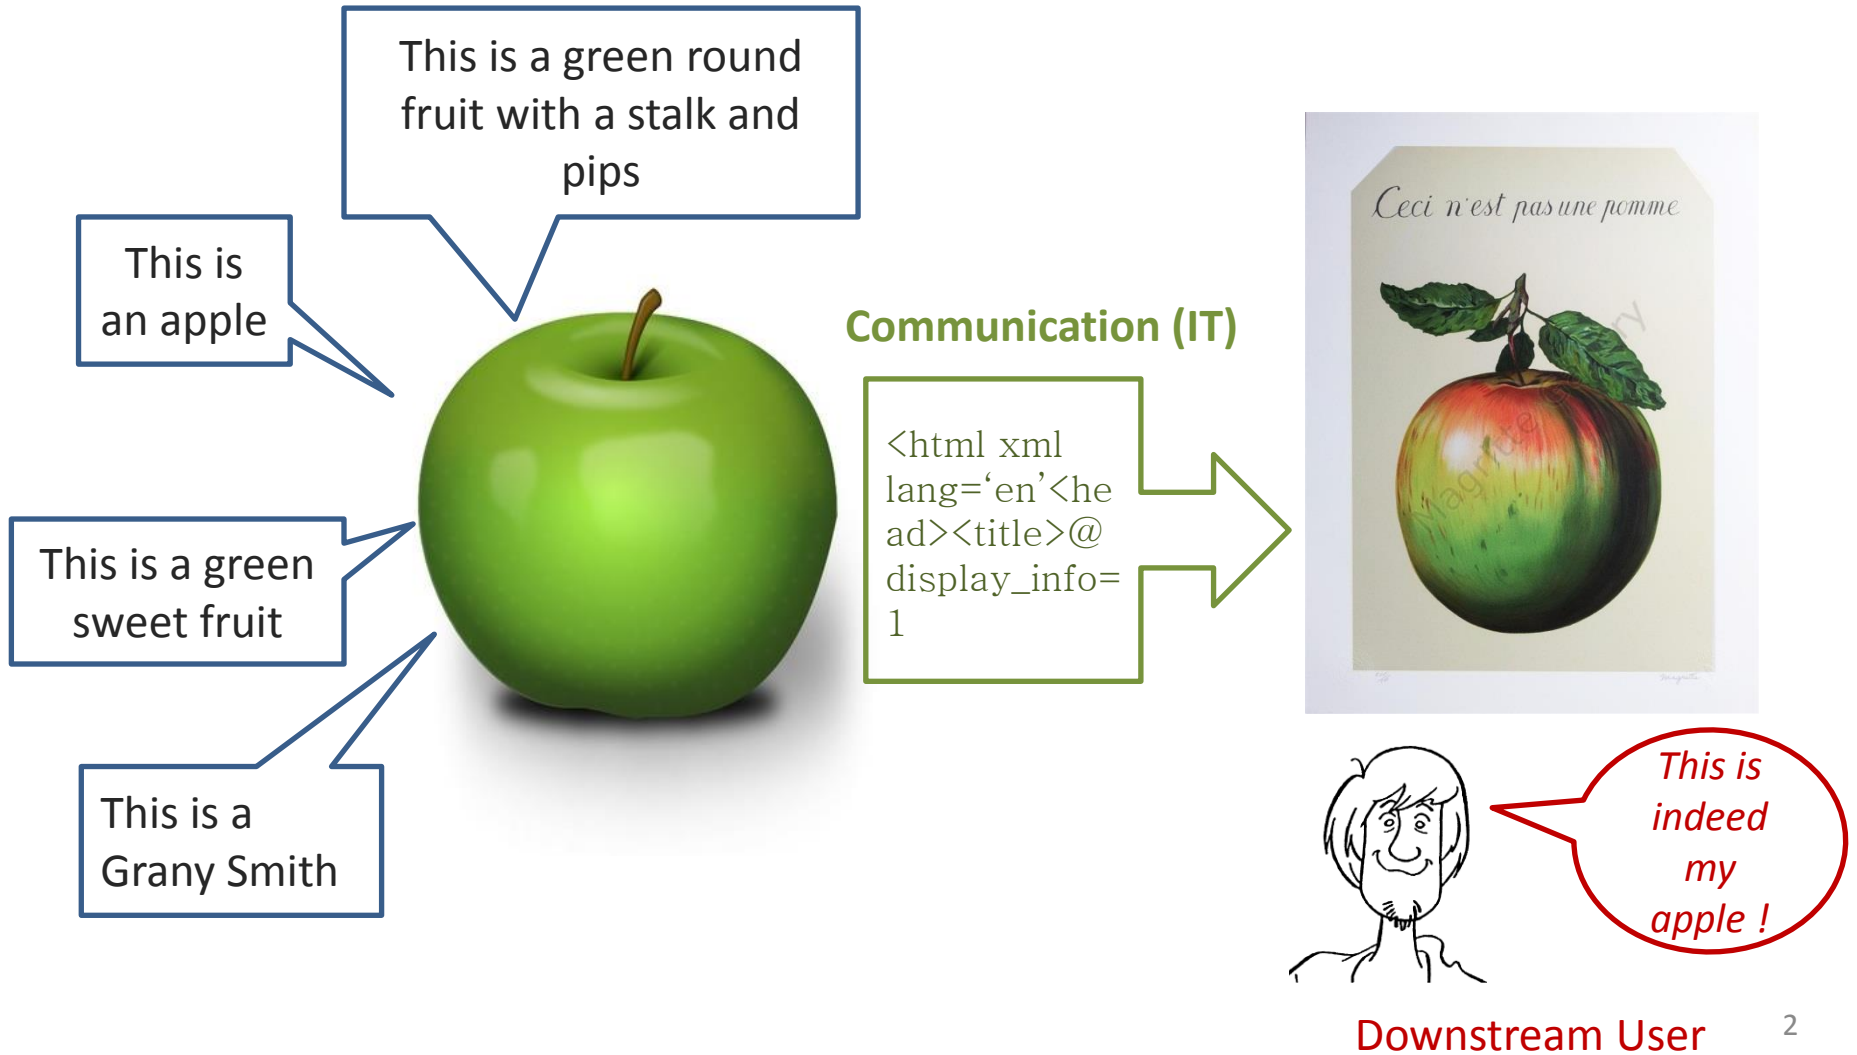 This is a green round
fruit with a stalk and
pips
This is
an apple
This is a green
sweet fruit
This is a
Grany Smith
Communication (IT)
<html xml
lang=‘en’<he
ad><title>@
display_info=
1
Ceci n'est pas une pomme
This is
indeed
my
apple !
Downstream User
2